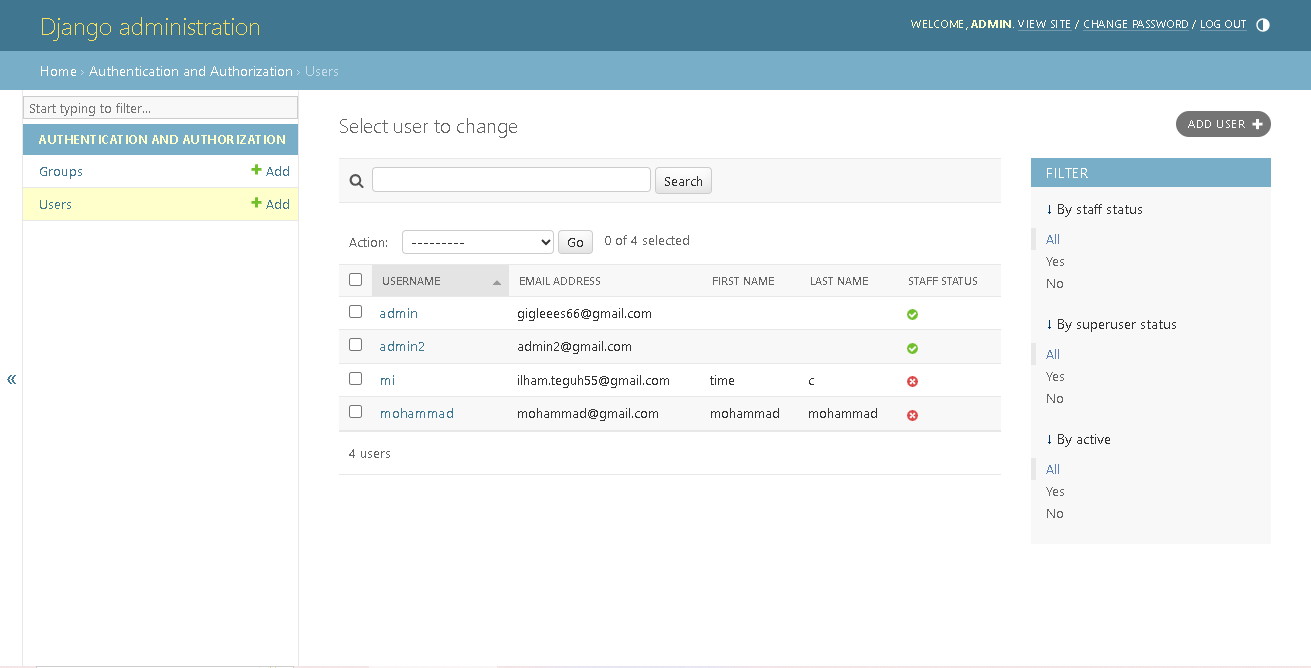 Django administration
WELCOME, ADMIN. VIEW SITE / CHANGE PASSWORD / LOG OUT
Home › Authentication and Authorization › Users
Start typing to filter...
AUTHENTICATION AND AUTHORIZATION
Groups + Add
Users + Add
«
Select user to change
ADD USER +
Search
Action: --------- Go 0 of 4 selected
USERNAME EMAIL ADDRESS FIRST NAME LAST NAME STAFF STATUS
admin gigleees66@gmail.com
admin2 admin2@gmail.com
mi ilham.teguh55@gmail.com time c
mohammad mohammad@gmail.com mohammad mohammad
4 users
FILTER
↓ By staff status
All
Yes
No
↓ By superuser status
All
Yes
No
↓ By active
All
Yes
No